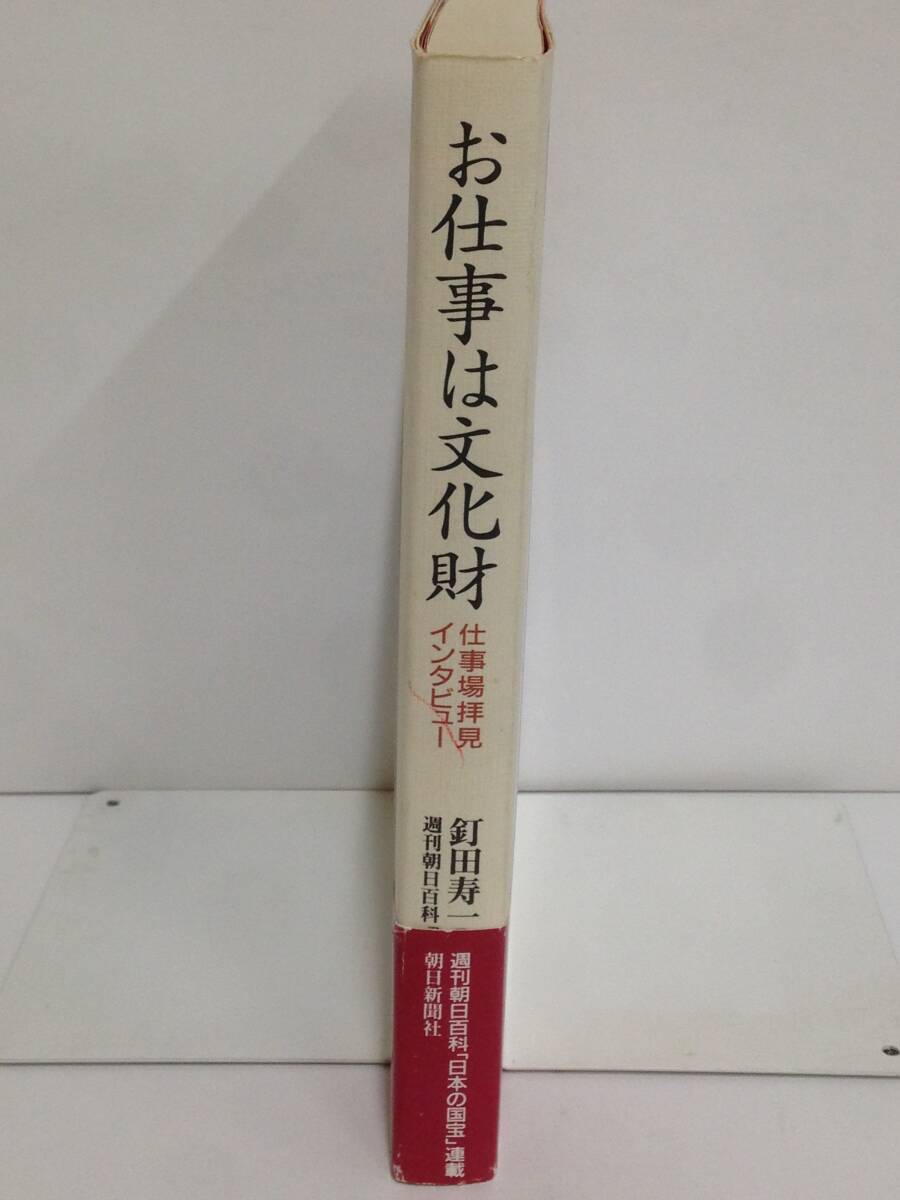 お仕事は文化財
仕事場拝見
インタビュー
釘田寿一
週刊朝日百科
週刊朝日百科「日本の国宝」連載
朝日新聞社